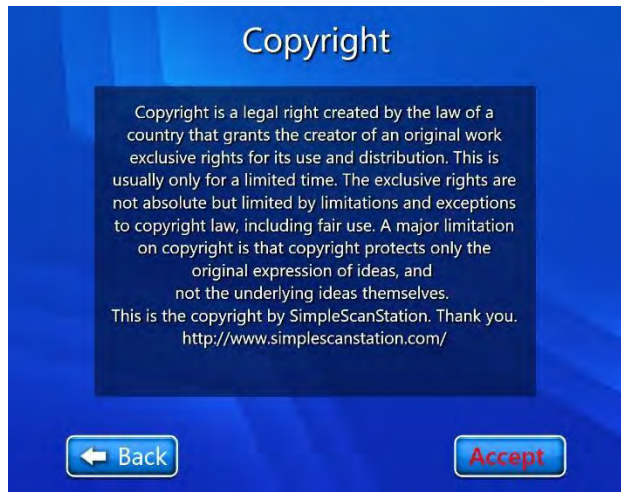 Copyright
Copyright is a legal right created by the law of a
country that grants the creator of an original work
exclusive rights for its use and distribution. This is
usually only for a limited time. The exclusive rights are
not absolute but limited by limitations and exceptions
to copyright law, including fair use. A major limitation
on copyright is that copyright protects only the
original expression of ideas, and
not the underlying ideas themselves.
This is the copyright by SimpleScanStation. Thank you.
http://www.simplescanstation.com/
Back
Accept